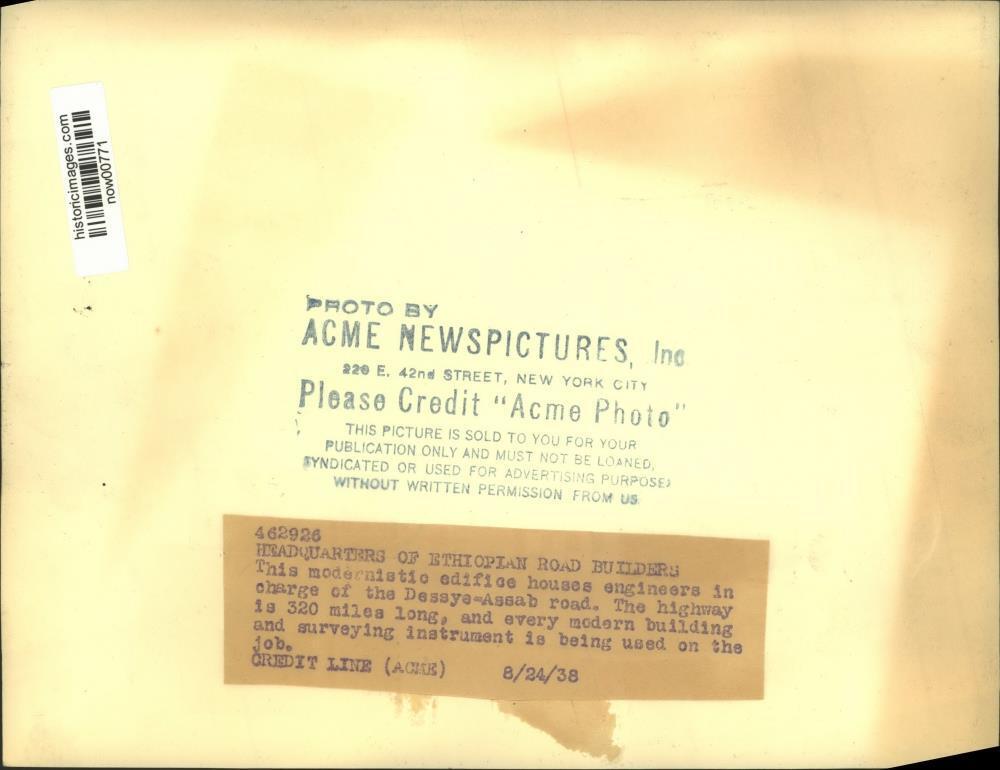 historicimages.com
now00771
PHOTO BY
ACME NEWSPICTURES, Inc
220 E. 42nd STREET, NEW YORK CITY
Please Credit "Acme Photo"
THIS PICTURE IS SOLD TO YOU FOR YOUR
PUBLICATION ONLY AND MUST NOT BE LOANED,
SYNDICATED OR USED FOR ADVERTISING PURPOSES
WITHOUT WRITTEN PERMISSION FROM US
462926
HEADQUARTERS OF ETHIOPIAN ROAD BUILDERS
This modernistic edifice houses engineers in
charge of the Dessye-Assab road. The highway
is 320 miles long, and every modern building
and surveying instrument is being used on the
job.
CREDIT LINE (ACME) 8/24/38